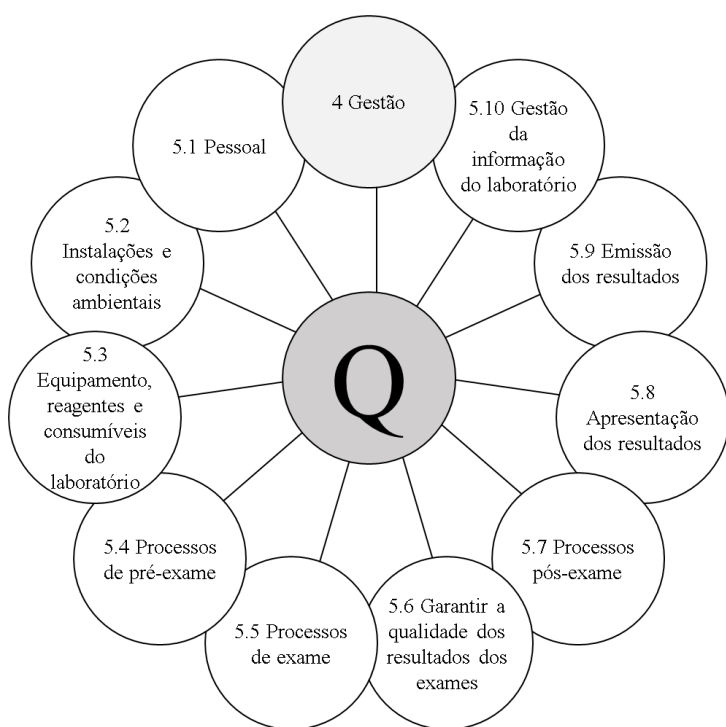 4 Gestão
5.10 Gestão
da
informação
do laboratório
5.1 Pessoal
5.2
Instalações e
condições
ambientais
5.9 Emissão
dos resultados
5.3
Equipamento,
reagentes e
consumíveis
do
laboratório
Q
5.8
Apresentação
dos resultados
5.4 Processos
de pré-exame
5.7 Processos
pós-exame
5.5 Processos
de exame
5.6 Garantir a
qualidade dos
resultados dos
exames